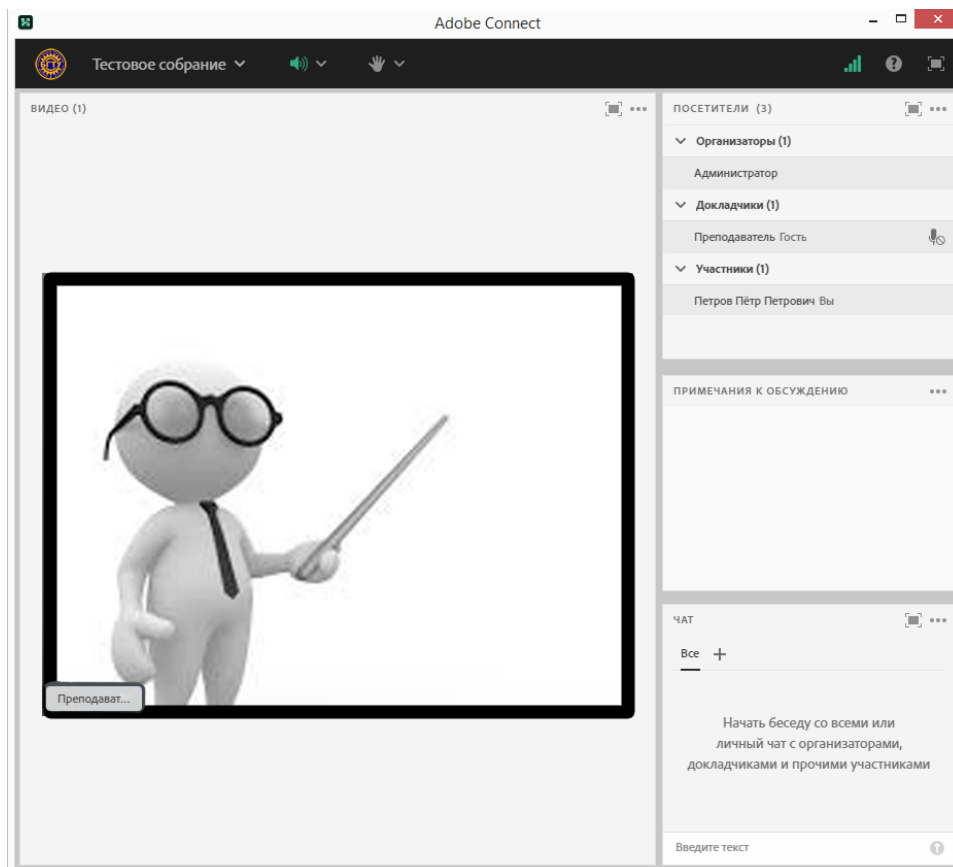 Adobe Connect
Тестовое собрание
ВИДЕО (1)
Преподават...
ПОСЕТИТЕЛИ (3)
Организаторы (1)
Администратор
Докладчики (1)
Преподаватель Гость
Участники (1)
Петров Пётр Петрович Вы
ПРИМЕЧАНИЯ К ОБСУЖДЕНИЮ
ЧАТ
Все
Начать беседу со всеми или
личный чат с организаторами,
докладчиками и прочими участниками
Введите текст